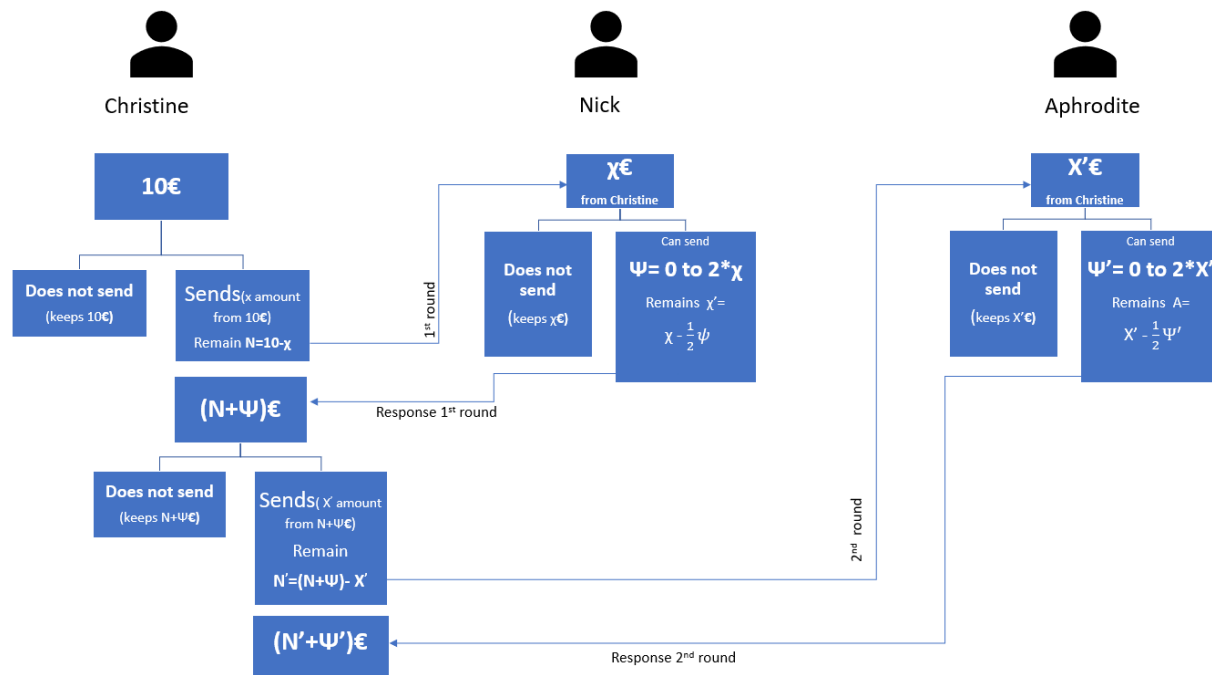 Christine
Nick
Aphrodite
10€
Does not send
(keeps 10€)
Sends(x amount
from 10€)
Remain N=10-χ
1st round
χ€
from Christine
Does not
send
(keeps χ€)
Can send
Ψ= 0 to 2*χ
Remains χ’=
χ - 1/2 ψ
Response 1st round
(N+Ψ)€
Does not send
(keeps N+Ψ€)
Sends( X’ amount
from N+Ψ€)
Remain
N’=(N+Ψ)- X’
2nd round
X’€
from Christine
Does not
send
(keeps X’€)
Can send
Ψ’= 0 to 2*X’
Remains A=
X’ - 1/2 Ψ’
(N’+Ψ’)€
Response 2nd round